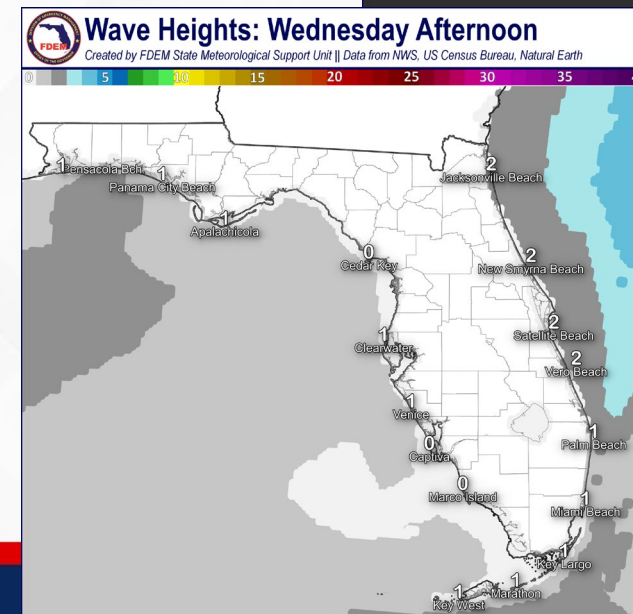 Wave Heights: Wednesday Afternoon
FDEM
Created by FDEM State Meteorological Support Unit || Data from NWS, US Census Bureau, Natural Earth
0 5 10 15 20 25 30 35
2
Jacksonville Beach
1
Pensacola Bch
1
Panama City Beach
1
Apalachicola
0
Cedar Key
2
New Smyrna Beach
2
Satellite Beach
1
Clearwater
2
Vero Beach
1
Venice
1
Palm Beach
0
Captiva
0
Marco Island
1
Miami Beach
1
Key Largo
1
Marathon
1
Key West